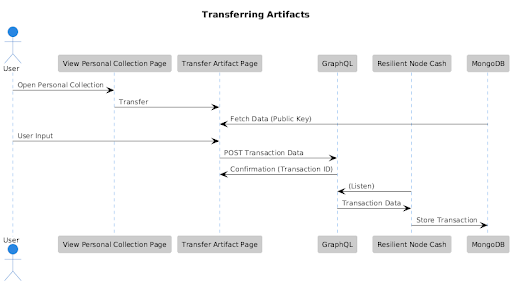 Transferring Artifacts
User
View Personal Collection Page
Transfer Artifact Page
GraphQL
Resilient Node Cash
MongoDB
Open Personal Collection
Transfer
Fetch Data (Public Key)
User Input
POST Transaction Data
Confirmation (Transaction ID)
(Listen)
Transaction Data
Store Transaction
User
View Personal Collection Page
Transfer Artifact Page
GraphQL
Resilient Node Cash
MongoDB